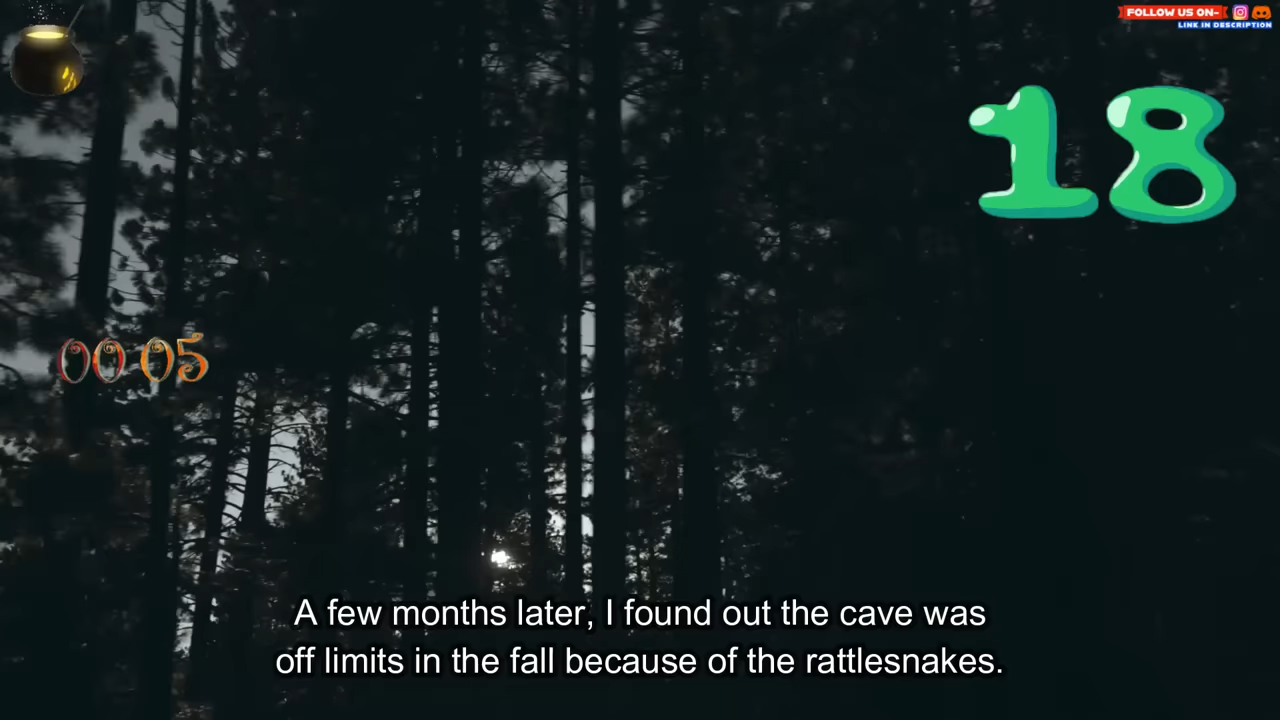 FOLLOW US ON-
LINK IN DESCRIPTION
18
00:05
A few months later, I found out the cave was
off limits in the fall because of the rattlesnakes.